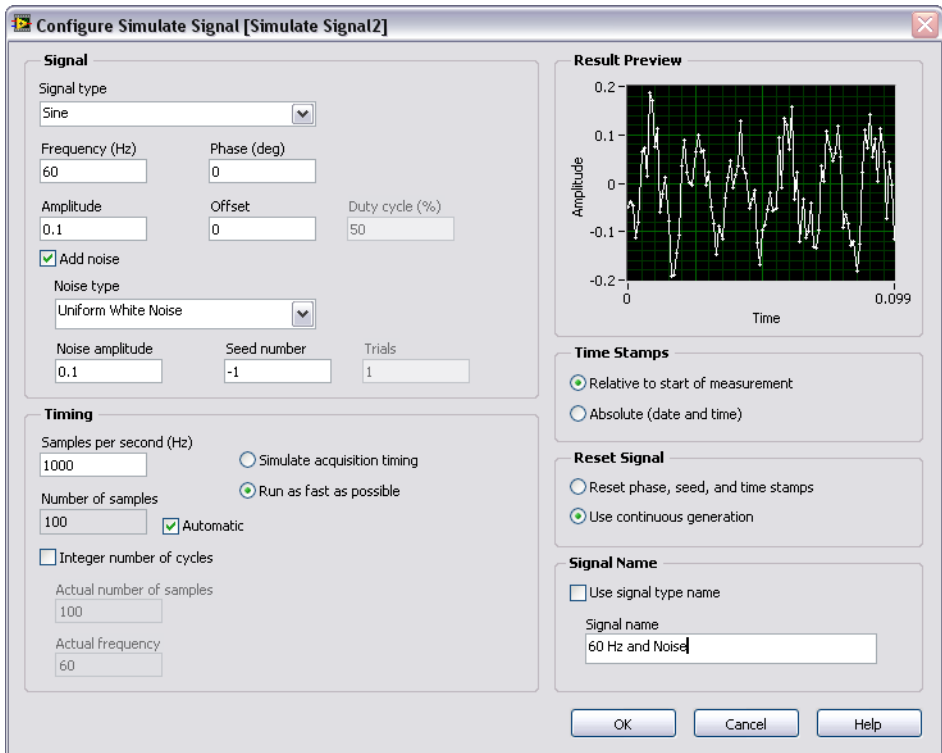 Configure Simulate Signal [Simulate Signal2]
Signal
Signal type
Sine
Frequency (Hz)
Phase (deg)
60
0
Amplitude
Offset
Duty cycle (%)
0.1
0
50
Add noise
Noise type
Uniform White Noise
Noise amplitude
Seed number
Trials
0.1
-1
1
Timing
Samples per second (Hz)
1000
Simulate acquisition timing
Run as fast as possible
Number of samples
100
Automatic
Integer number of cycles
Actual number of samples
100
Actual frequency
60
Result Preview
0.2
0.1
0
-0.1
-0.2
Amplitude
0
0.099
Time
Time Stamps
Relative to start of measurement
Absolute (date and time)
Reset Signal
Reset phase, seed, and time stamps
Use continuous generation
Signal Name
Use signal type name
Signal name
60 Hz and Noise
OK
Cancel
Help